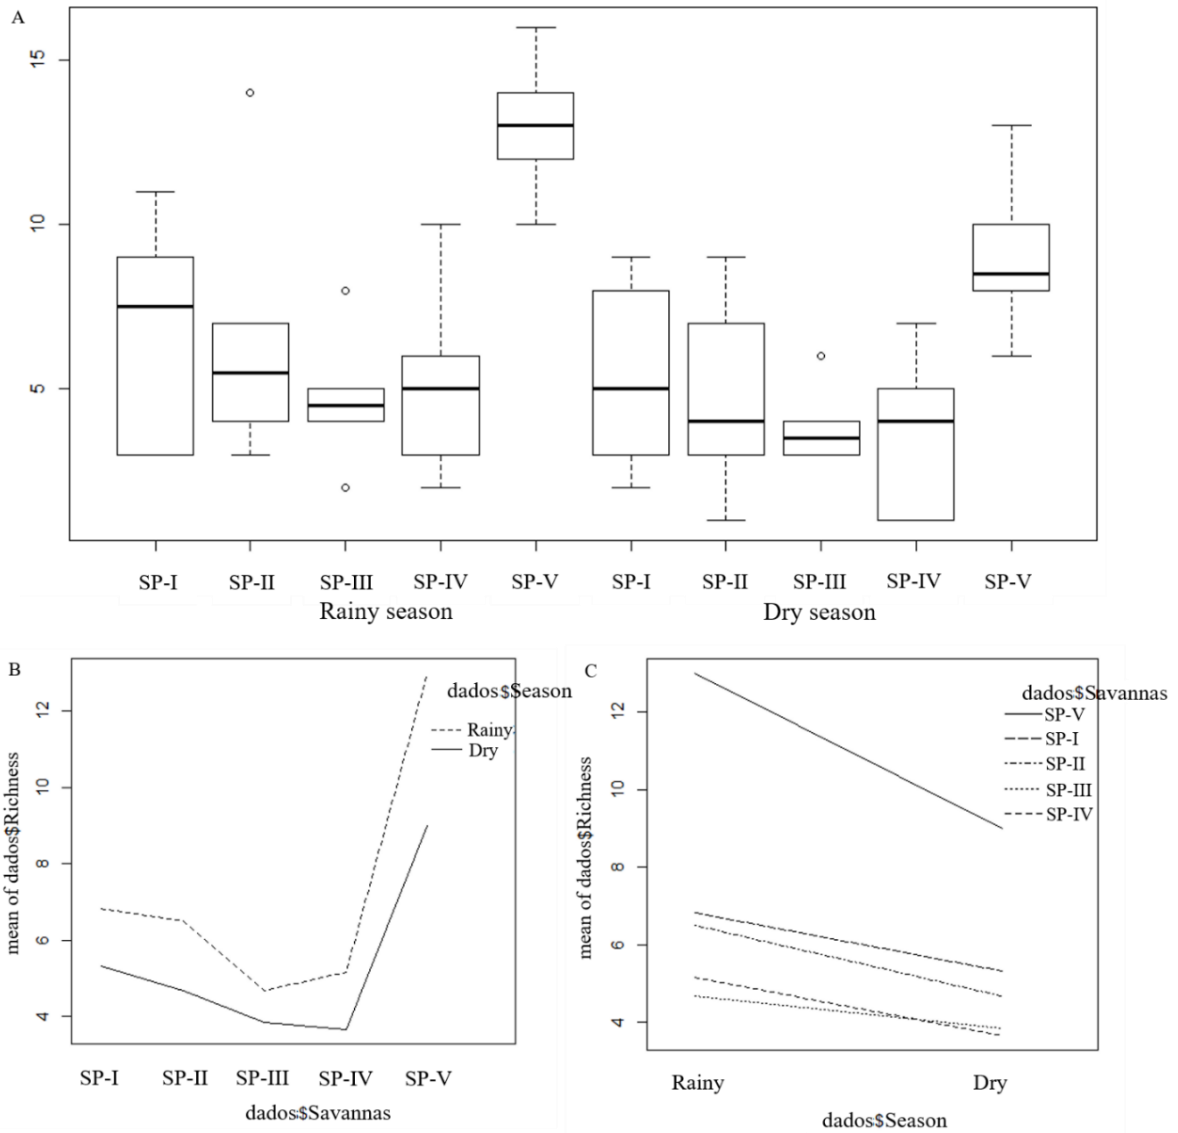 A
15
10
5
SP-I SP-II SP-III SP-IV SP-V SP-I SP-II SP-III SP-IV SP-V
Rainy season Dry season
B
mean of dados$Richness
12
10
8
6
4
dados$Season
Rainy
Dry
SP-I SP-II SP-III SP-IV SP-V
dados$Savannas
C
mean of dados$Richness
12
10
8
6
4
dados$Savannas
SP-V
SP-I
SP-II
SP-III
SP-IV
Rainy Dry
dados$Season